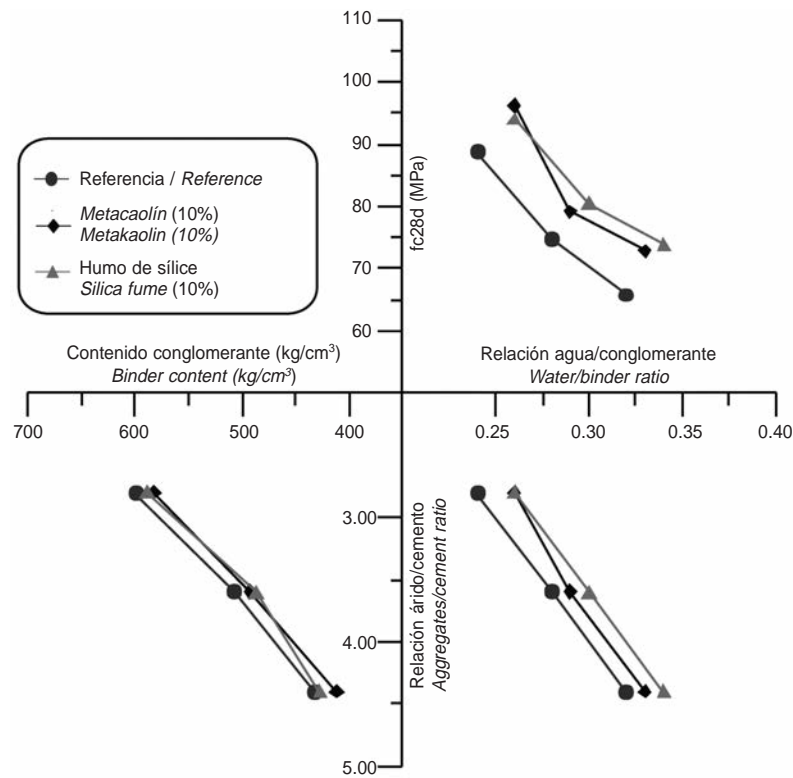 110
100
90
80
70
60
fc28d (MPa)
Referencia / Reference
Metacaolín (10%)
Metakaolin (10%)
Humo de sílice
Silica fume (10%)
Contenido conglomerante (kg/cm³)
Binder content (kg/cm³)
Relación agua/conglomerante
Water/binder ratio
700
600
500
400
0.25
0.30
0.35
0.40
3.00
4.00
5.00
Relación árido/cemento
Aggregates/cement ratio